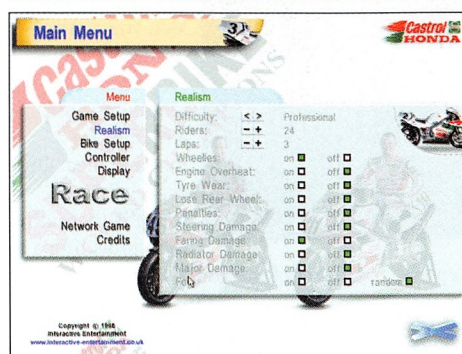 Main Menu
3
Castrol
HONDA
Menu
Game Setup
Realism
Bike Setup
Controller
Display
Race
Network Game
Credits
Realism
Difficulty: < > Professional
Riders: - + 24
Laps: - + 3
Wheelies: on off
Engine Overheat: on off
Tyre Wear: on off
Lose Rear Wheel: on off
Penalties: on off
Steering Damage: on off
Faring Damage: on off
Radiator Damage: on off
Major Damage: on off
on off random
Copyright © 1998
Interactive Entertainment
www.interactive-entertainment.co.uk